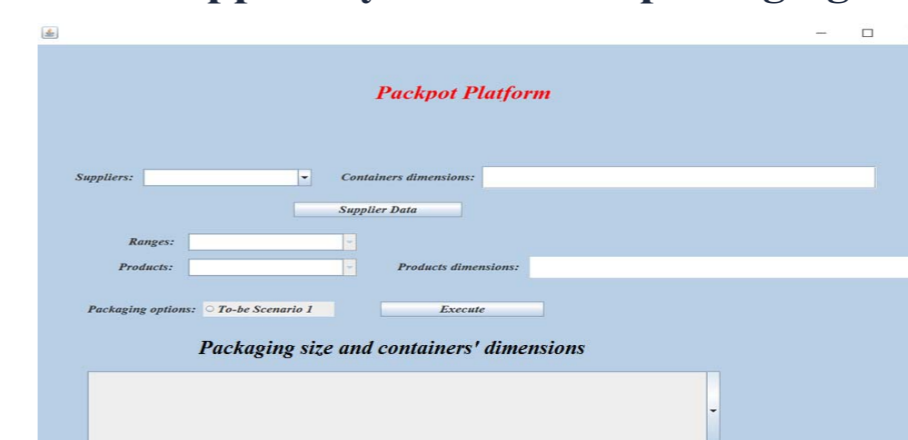 Packpot Platform
Suppliers: Containers dimensions:
Supplier Data
Ranges:
Products: Products dimensions:
Packaging options: To-be Scenario 1 Execute
Packaging size and containers' dimensions